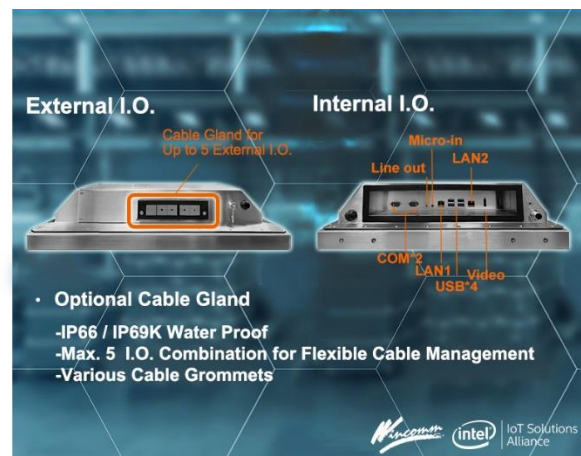 External I.O.
Internal I.O.
Cable Gland for
Up to 5 External I.O.
Micro-in
Line out
LAN2
COM*2
LAN1
USB*4
Video
· Optional Cable Gland
-IP66 / IP69K Water Proof
-Max. 5 I.O. Combination for Flexible Cable Management
-Various Cable Grommets
Wincomm
intel
IoT Solutions
Alliance